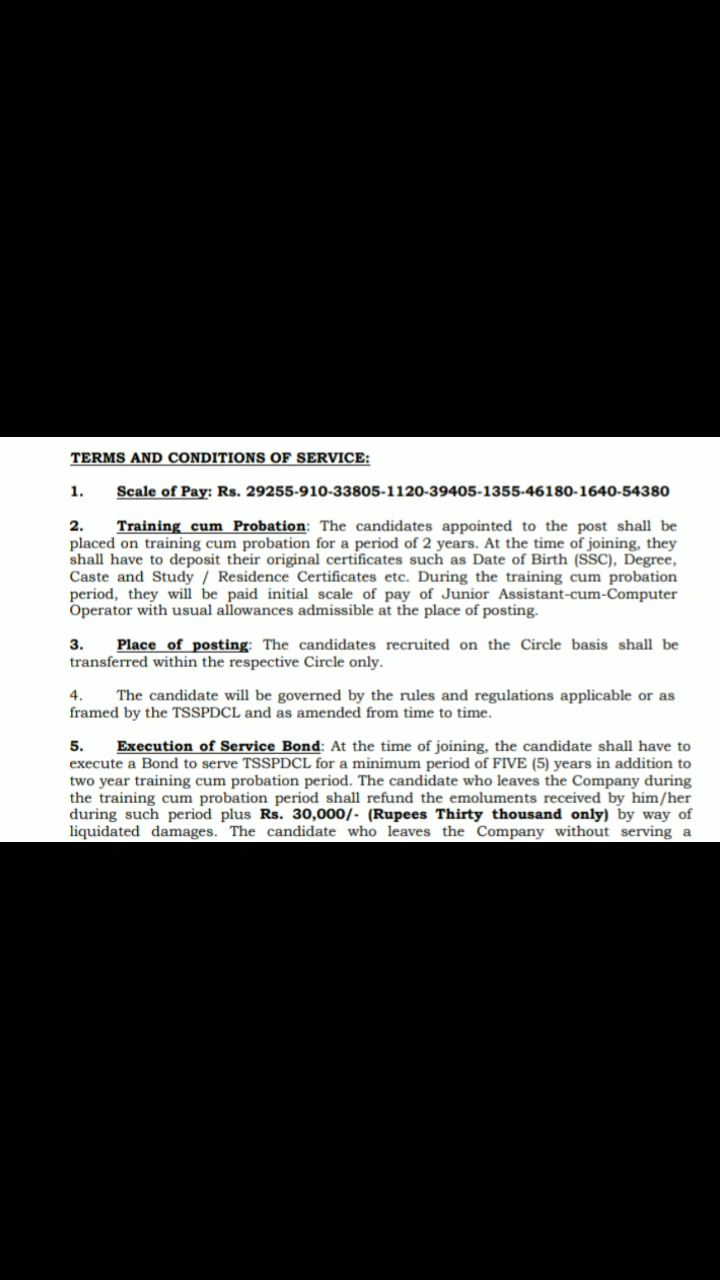 TERMS AND CONDITIONS OF SERVICE:
1. Scale of Pay: Rs. 29255-910-33805-1120-39405-1355-46180-1640-54380
2. Training cum Probation: The candidates appointed to the post shall be
placed on training cum probation for a period of 2 years. At the time of joining, they
shall have to deposit their original certificates such as Date of Birth (SSC), Degree,
Caste and Study / Residence Certificates etc. During the training cum probation
period, they will be paid initial scale of pay of Junior Assistant-cum-Computer
Operator with usual allowances admissible at the place of posting.
3. Place of posting: The candidates recruited on the Circle basis shall be
transferred within the respective Circle only.
4. The candidate will be governed by the rules and regulations applicable or as
framed by the TSSPDCL and as amended from time to time.
5. Execution of Service Bond: At the time of joining, the candidate shall have to
execute a Bond to serve TSSPDCL for a minimum period of FIVE (5) years in addition to
two year training cum probation period. The candidate who leaves the Company during
the training cum probation period shall refund the emoluments received by him/her
during such period plus Rs. 30,000/- (Rupees Thirty thousand only) by way of
liquidated damages. The candidate who leaves the Company without serving a